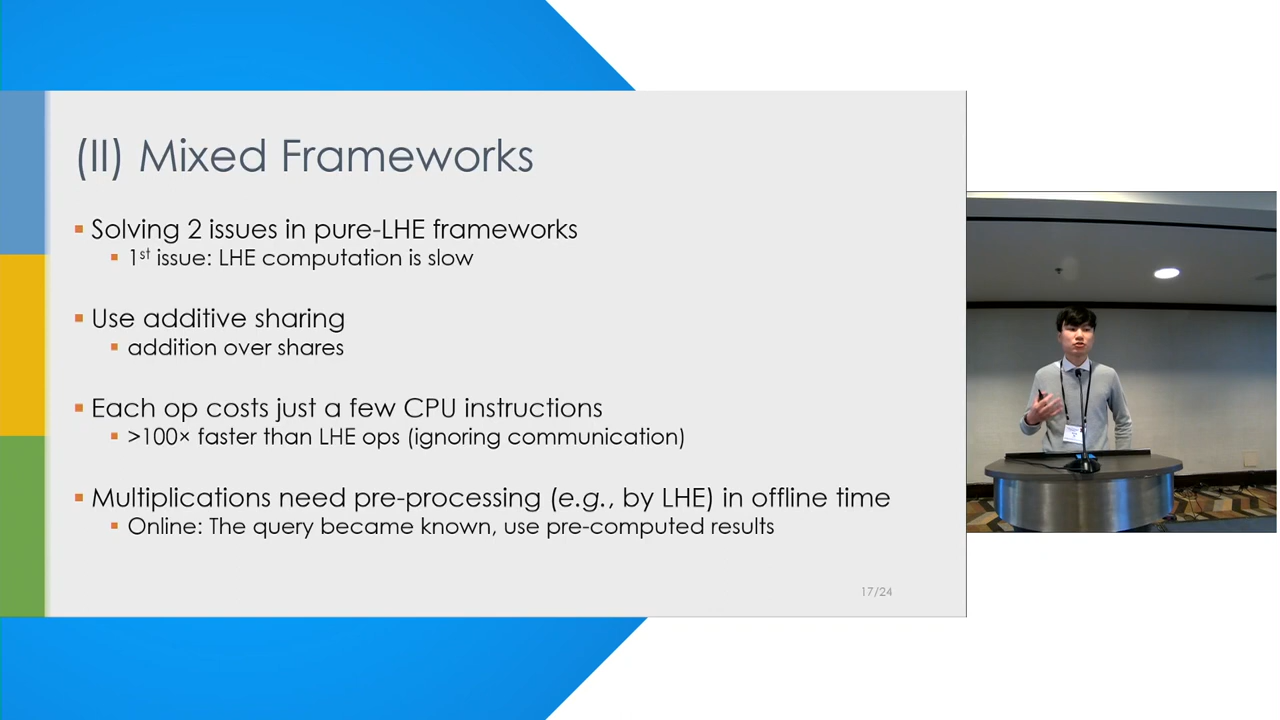 (II) Mixed Frameworks
Solving 2 issues in pure-LHE frameworks
1st issue: LHE computation is slow
Use additive sharing
addition over shares
Each op costs just a few CPU instructions
>100× faster than LHE ops (ignoring communication)
Multiplications need pre-processing (e.g., by LHE) in offline time
Online: The query became known, use pre-computed results
17/24